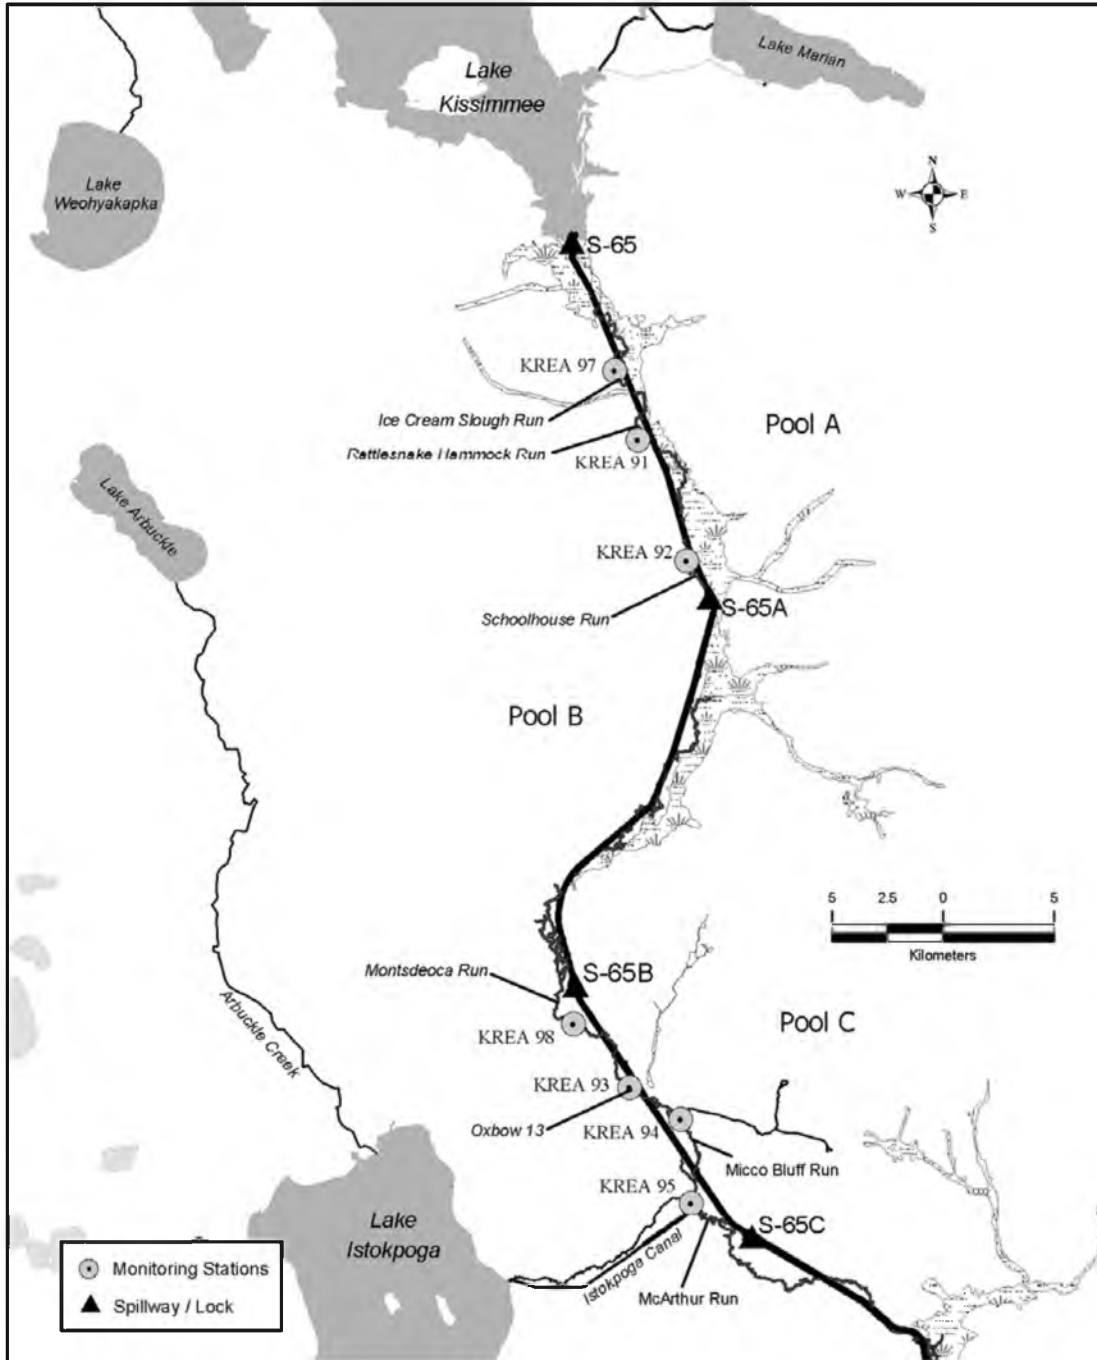 Lake Marian
Lake
Kissimmee
Lake
Weohyakapka
N
W E
S
S-65
KREA 97
Ice Cream Slough Run
Pool A
Rattlesnake Hammock Run
KREA 91
Lake Arbuckle
KREA 92
S-65A
Schoolhouse Run
Pool B
5 2.5 0 5
Kilometers
Montsdeoca Run
S-65B
Arbuckle Creek
KREA 98
Pool C
KREA 93
Oxbow 13
KREA 94
Micco Bluff Run
KREA 95
Lake
Istokpoga
S-65C
Istokpoga Canal
McArthur Run
Monitoring Stations
Spillway / Lock